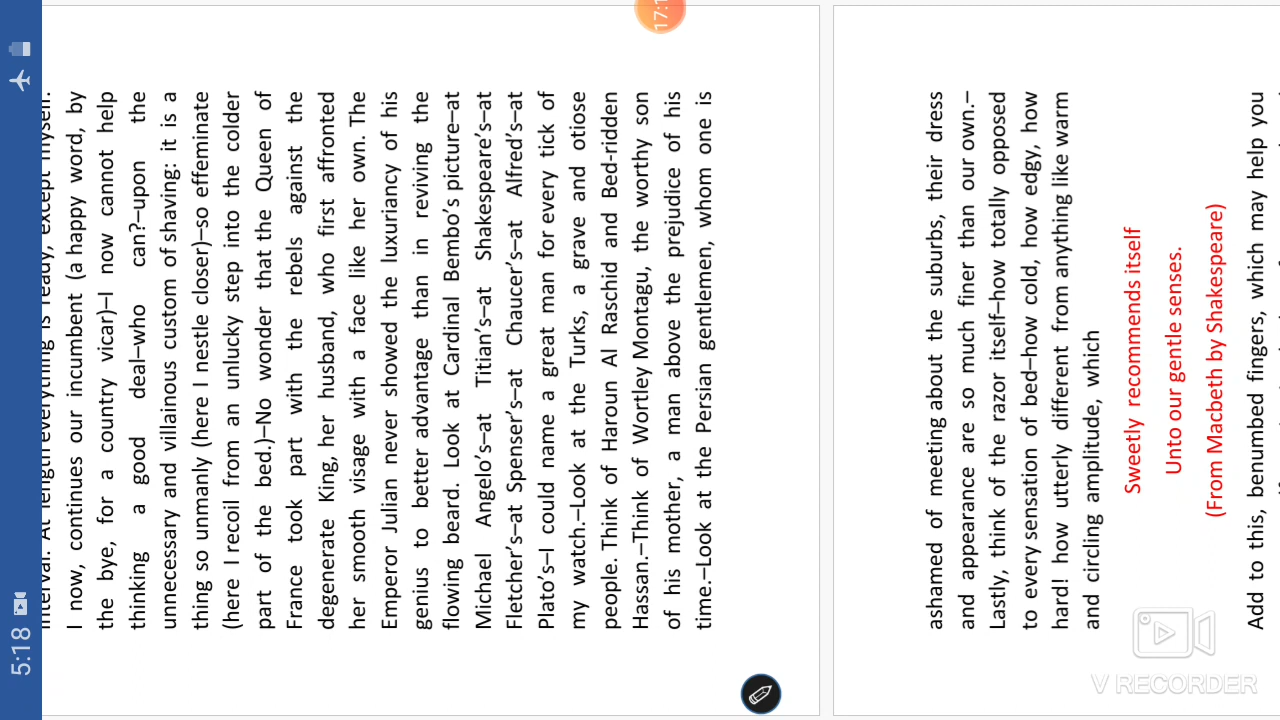 5:18
17:1
interval. At length everything is ready, except myself.
I now, continues our incumbent (a happy word, by
the bye, for a country vicar)–I now cannot help
thinking a good deal–who can?–upon the
unnecessary and villainous custom of shaving: it is a
thing so unmanly (here I nestle closer)–so effeminate
(here I recoil from an unlucky step into the colder
part of the bed.)–No wonder that the Queen of
France took part with the rebels against the
degenerate King, her husband, who first affronted
her smooth visage with a face like her own. The
Emperor Julian never showed the luxuriancy of his
genius to better advantage than in reviving the
flowing beard. Look at Cardinal Bembo's picture–at
Michael Angelo's–at Titian's–at Shakespeare's–at
Fletcher's–at Spenser's–at Chaucer's–at Alfred's–at
Plato's–I could name a great man for every tick of
my watch.–Look at the Turks, a grave and otiose
people. Think of Haroun Al Raschid and Bed-ridden
Hassan.–Think of Wortley Montagu, the worthy son
of his mother, a man above the prejudice of his
time.–Look at the Persian gentlemen, whom one is
ashamed of meeting about the suburbs, their dress
and appearance are so much finer than our own.–
Lastly, think of the razor itself–how totally opposed
to every sensation of bed–how cold, how edgy, how
hard! how utterly different from anything like warm
and circling amplitude, which
Sweetly recommends itself
Unto our gentle senses.
(From Macbeth by Shakespeare)
Add to this, benumbed fingers, which may help you
V RECORDER